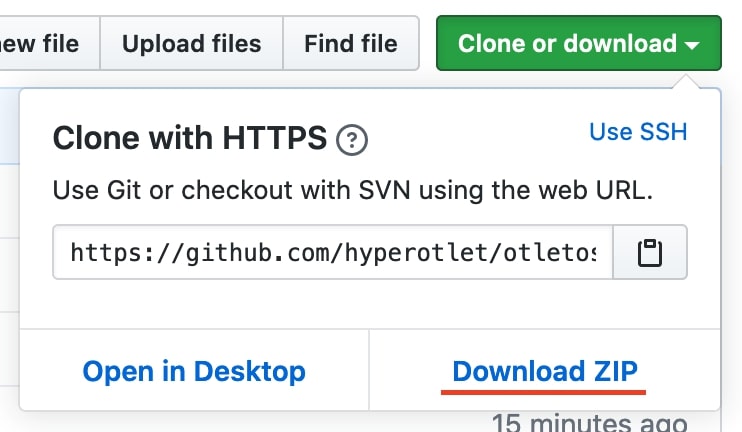 ew file Upload files Find file Clone or download
Clone with HTTPS ? Use SSH
Use Git or checkout with SVN using the web URL.
https://github.com/hyperotlet/otletos
Open in Desktop Download ZIP
15 minutes ago